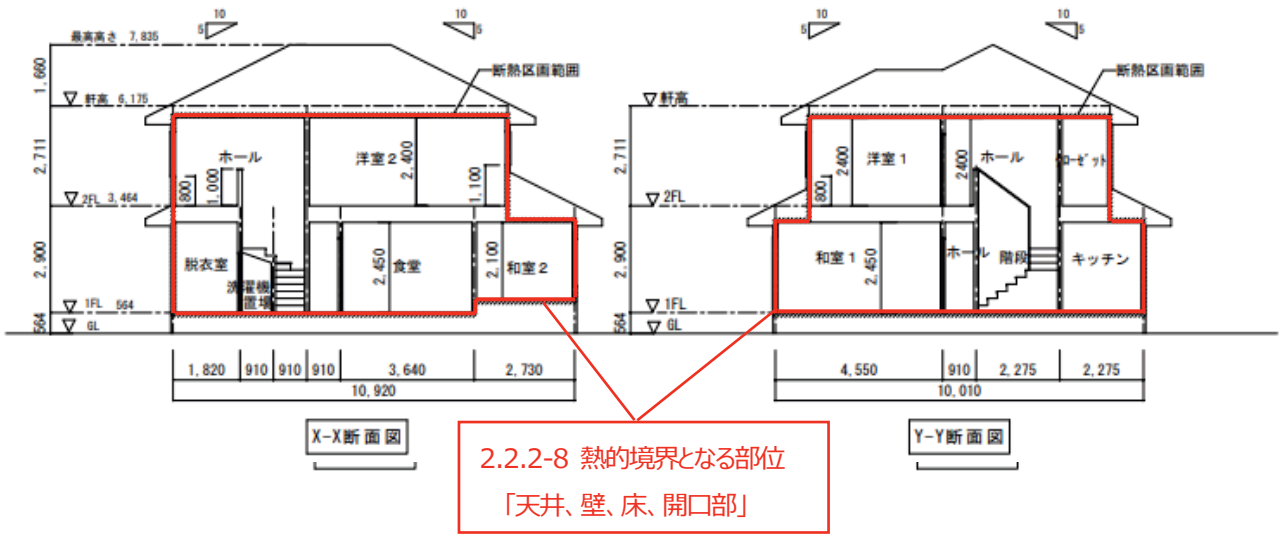 10
5
10
5
最高高さ 7,835
断熱区画範囲
1,660
軒高 6,175
2,711
ホール
洋室2
2,400
800
1,000
1,100
2FL 3,464
2,900
脱衣室
洗濯機
置場
2,450
食堂
2,100
和室2
1FL 564
564
GL
1,820
910
910
910
3,640
2,730
10,920
X-X断面図
10
5
10
5
断熱区画範囲
軒高
2,711
洋室1
2400
800
2400
ホール
クローゼット
2FL
2,900
和室1
2,450
ホール
階段
キッチン
1FL
564
GL
4,550
910
2,275
2,275
10,010
Y-Y断面図
2.2.2-8 熱的境界となる部位
「天井、壁、床、開口部」